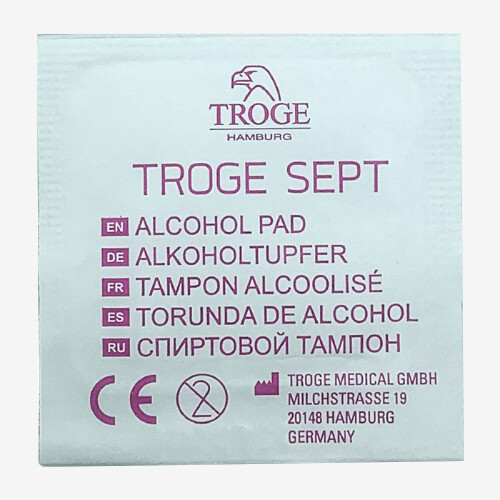 TROGE
HAMBURG
TROGE SEPT
EN ALCOHOL PAD
DE ALKOHOLTUPFER
FR TAMPON ALCOOLISÉ
ES TORUNDA DE ALCOHOL
RU СПИРТОВОЙ ТАМПОН
CE 2 TROGE MEDICAL GMBH
MILCHSTRASSE 19
20148 HAMBURG
GERMANY